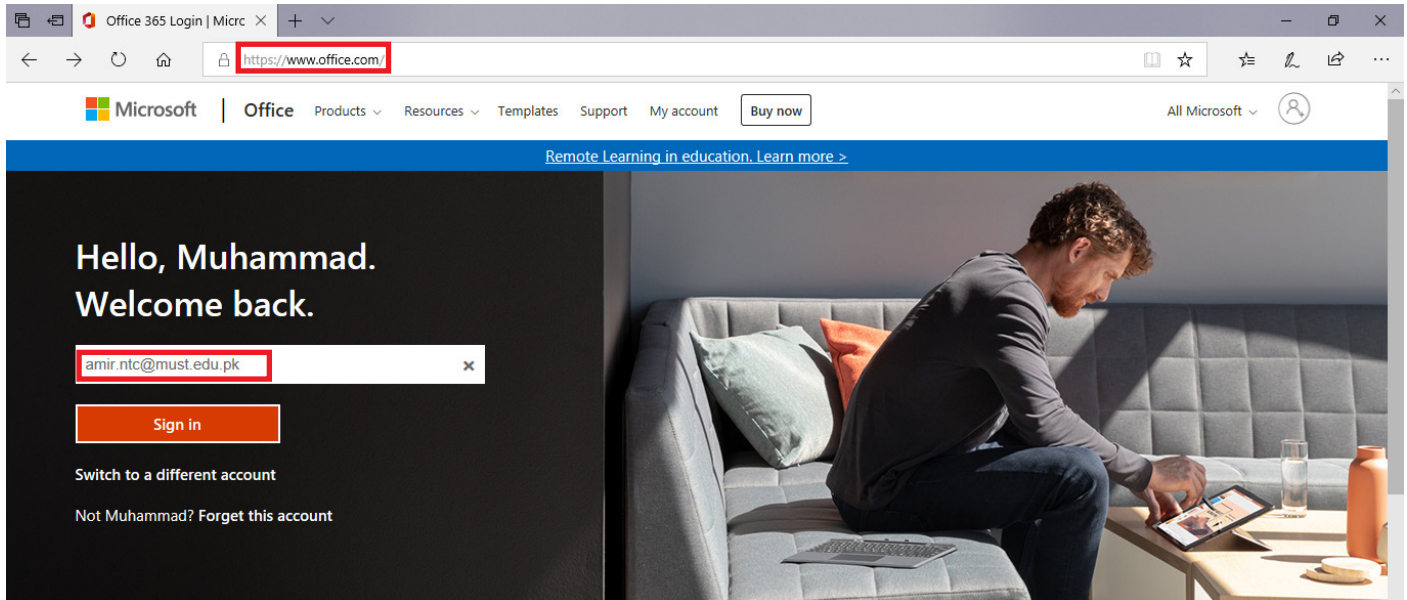 Office 365 Login | Micrc
https://www.office.com/
Microsoft | Office Products Resources Templates Support My account Buy now All Microsoft
Remote Learning in education. Learn more >
Hello, Muhammad.
Welcome back.
amir.ntc@must.edu.pk
Sign in
Switch to a different account
Not Muhammad? Forget this account